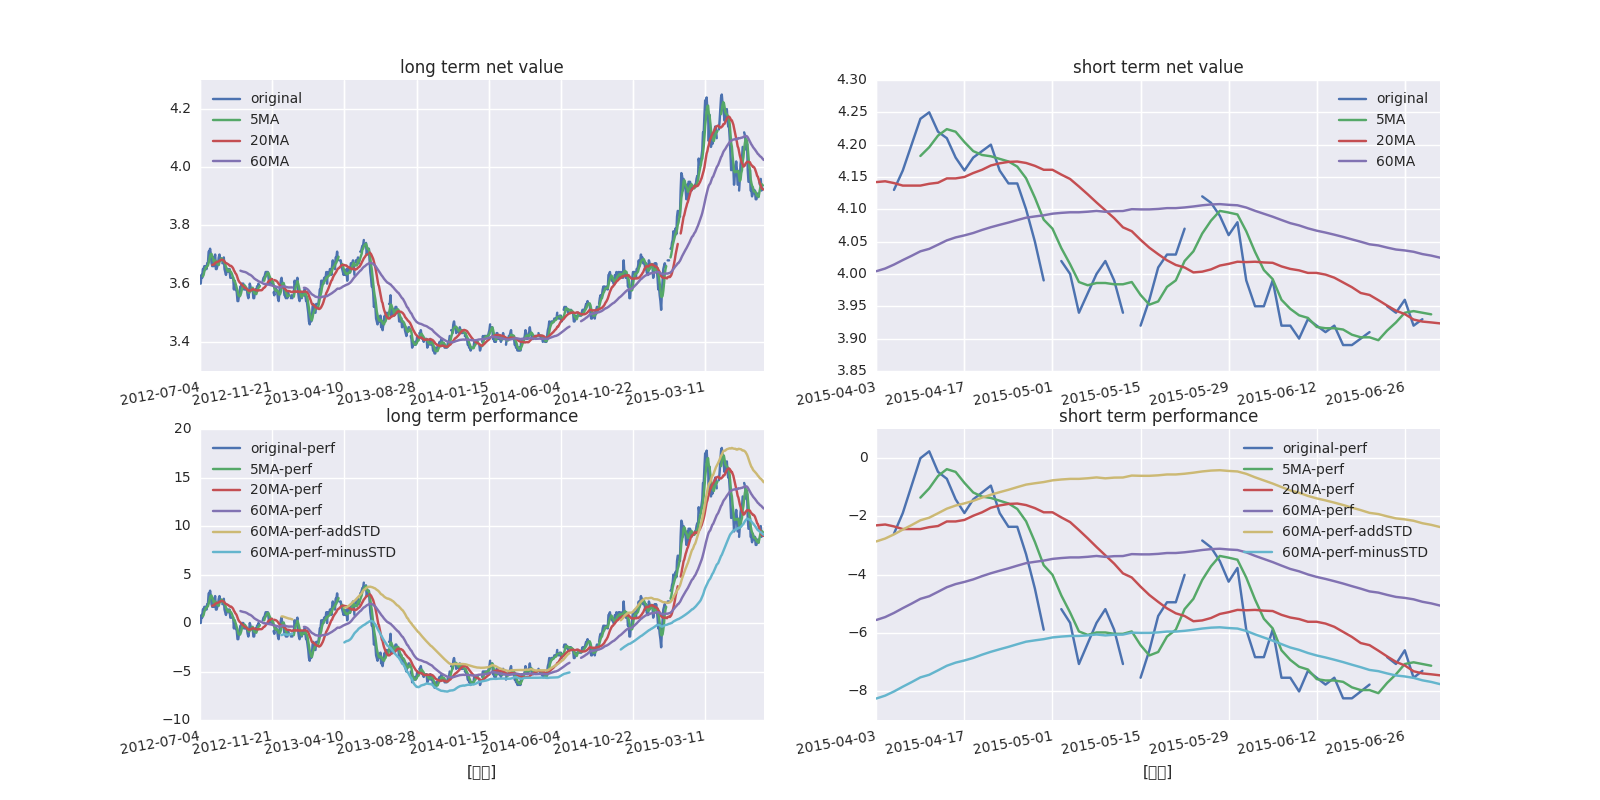 long term net value
4.2
4.0
3.8
3.6
3.4
original
5MA
20MA
60MA
2012-07-04
2012-11-21
2013-04-10
2013-08-28
2014-01-15
2014-06-04
2014-10-22
2015-03-11
short term net value
4.30
4.25
4.20
4.15
4.10
4.05
4.00
3.95
3.90
3.85
original
5MA
20MA
60MA
2015-04-03
2015-04-17
2015-05-01
2015-05-15
2015-05-29
2015-06-12
2015-06-26
long term performance
20
15
10
5
0
−5
−10
original-perf
5MA-perf
20MA-perf
60MA-perf
60MA-perf-addSTD
60MA-perf-minusSTD
2012-07-04
2012-11-21
2013-04-10
2013-08-28
2014-01-15
2014-06-04
2014-10-22
2015-03-11
short term performance
0
−2
−4
−6
−8
original-perf
5MA-perf
20MA-perf
60MA-perf
60MA-perf-addSTD
60MA-perf-minusSTD
2015-04-03
2015-04-17
2015-05-01
2015-05-15
2015-05-29
2015-06-12
2015-06-26